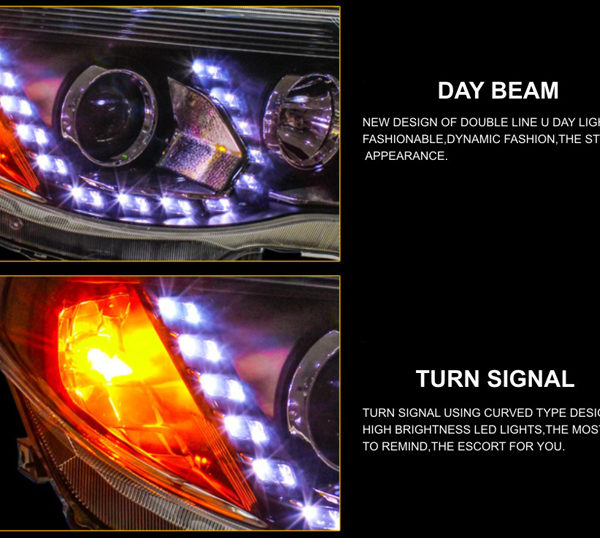 DAY BEAM
NEW DESIGN OF DOUBLE LINE U DAY
FASHIONABLE,DYNAMIC FASHION,THE
APPEARANCE.
TURN SIGNAL
TURN SIGNAL USING CURVED TYPE
HIGH BRIGHTNESS LED LIGHTS,THE
TO REMIND,THE ESCORT FOR YOU.